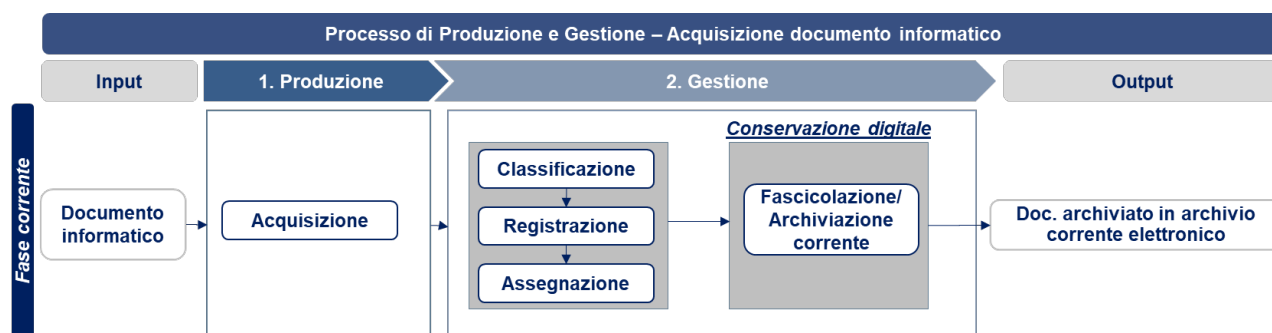 Processo di Produzione e Gestione – Acquisizione documento informatico
Input
1. Produzione
2. Gestione
Output
Fase corrente
Documento
informatico
Acquisizione
Classificazione
Registrazione
Assegnazione
Conservazione digitale
Fascicolazione/
Archiviazione
corrente
Doc. archiviato in archivio
corrente elettronico